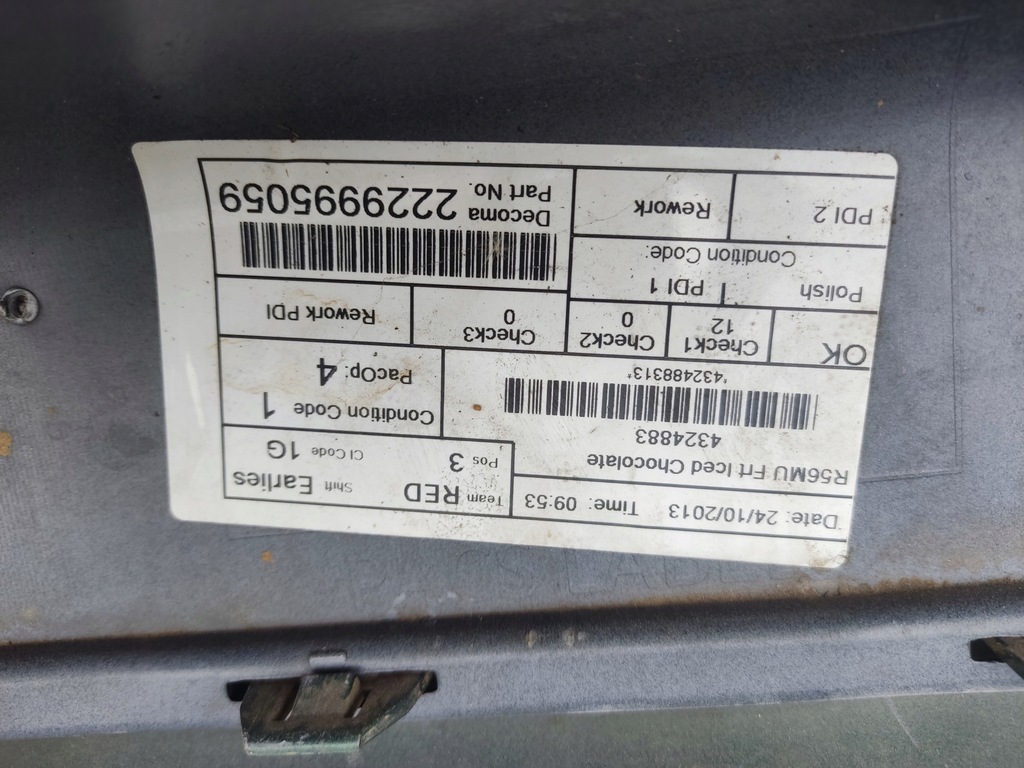 Date: 24/10/2013 Time: 09:53 Team RED Shift Earlies
R56MU Frt Iced Chocolate Pos 3 CI Code 1G
4324883
*432488313*
Condition Code 1
PacOp: 4
OK Check1 12 Check2 0 Check3 0 Rework PDI
Polish PDI 1
Condition Code:
PDI 2 Rework
Decoma Part No. 2229995059